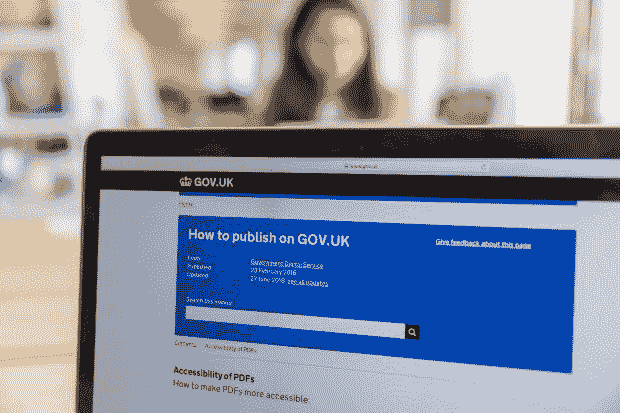 GOV.UK
Home
How to publish on GOV.UK
Give feedback about this page
From: Government Digital Service
Published: 23 February 2016
Updated: 27 June 2018, see all updates
Search this manual
Contents Accessibility of PDFs
Accessibility of PDFs
How to make PDFs more accessible.